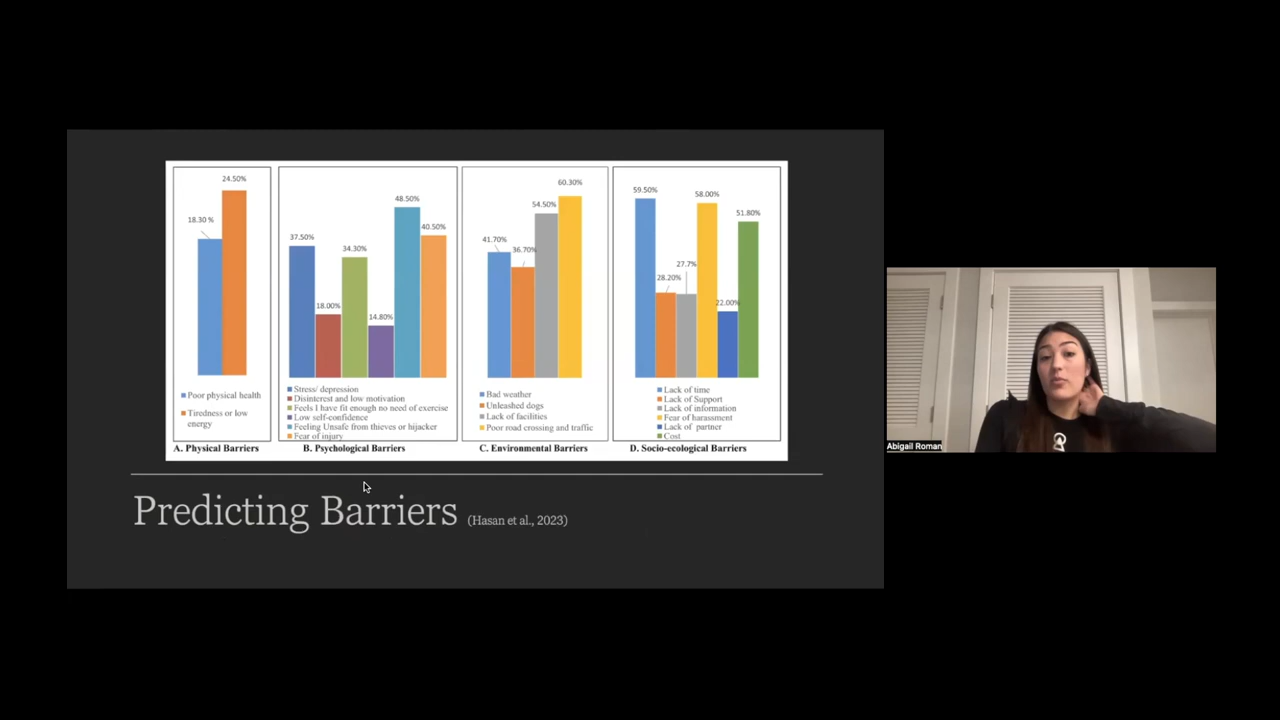 24.50%
18.30 %
Poor physical health
Tiredness or low
energy
A. Physical Barriers
48.50%
40.50%
37.50%
34.30%
18.00%
14.80%
Stress/ depression
Disinterest and low motivation
Feels I have fit enough no need of exercise
Low self-confidence
Feeling Unsafe from thieves or hijacker
Fear of injury
B. Psychological Barriers
60.30%
54.50%
41.70%
36.70%
Bad weather
Unleashed dogs
Lack of facilities
Poor road crossing and traffic
C. Environmental Barriers
59.50%
58.00%
51.80%
27.7%
28.20%
22.00%
Lack of time
Lack of Support
Lack of information
Fear of harassment
Lack of partner
Cost
D. Socio-ecological Barriers
Predicting Barriers (Hasan et al., 2023)
Abigail Roman